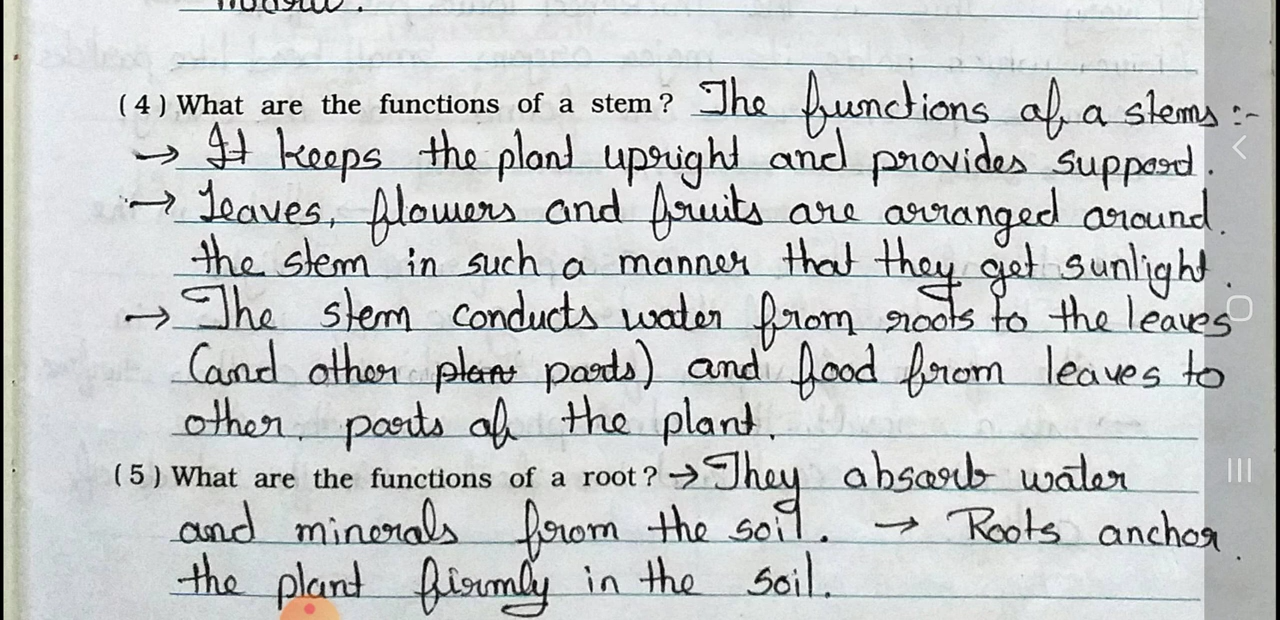 (4) What are the functions of a stem? The functions of a stems :-
→ It keeps the plant upright and provides support.
→ Leaves, flowers and fruits are arranged around
the stem in such a manner that they get sunlight.
→ The stem conducts water from roots to the leaves
(and other plant parts) and food from leaves to
other parts of the plant.
(5) What are the functions of a root? → They absorb water
and minerals from the soil. → Roots anchor
the plant firmly in the soil.